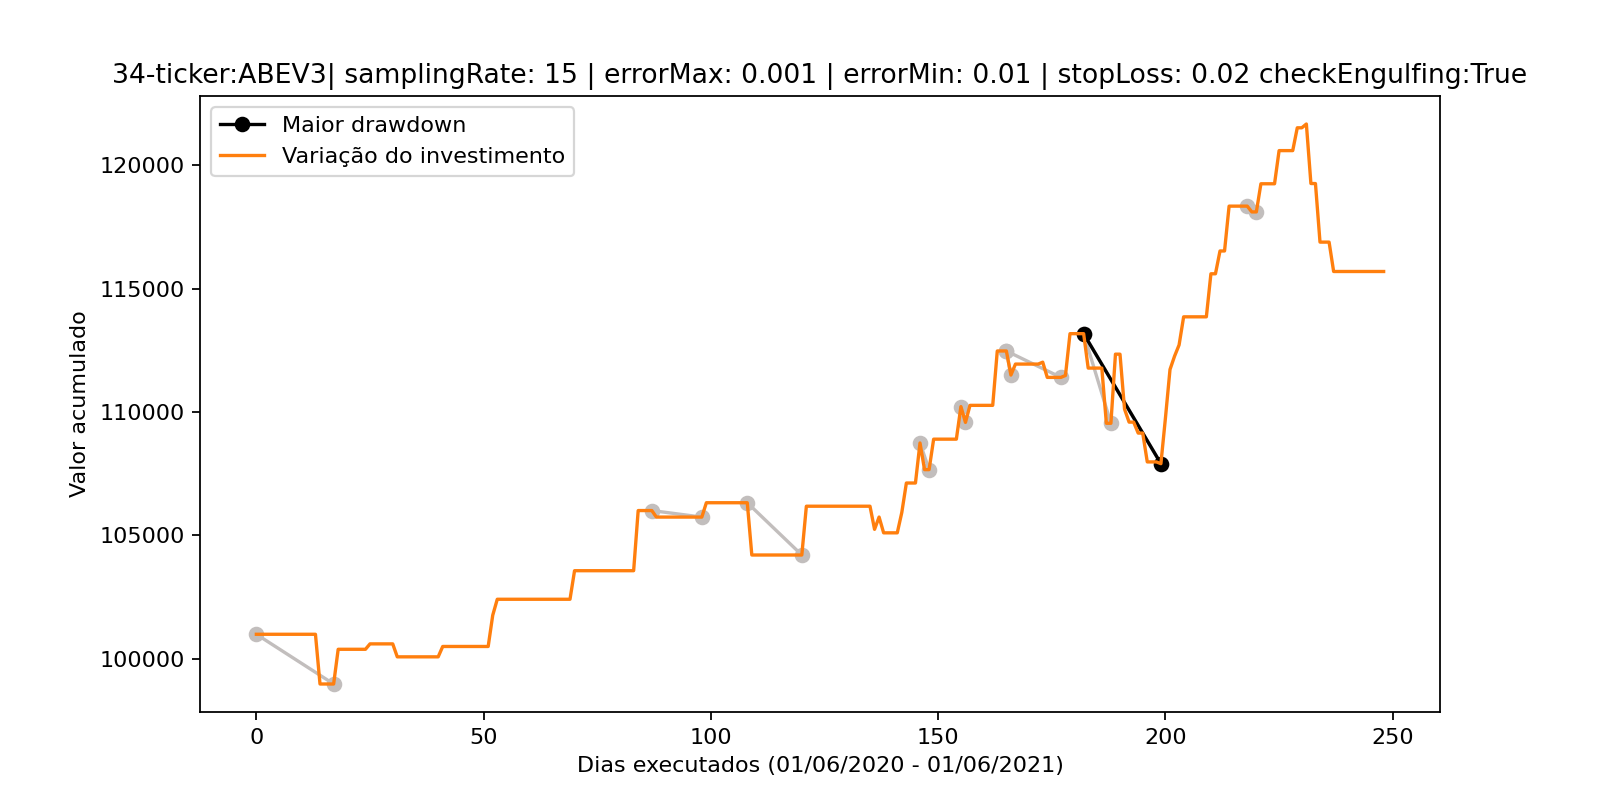 34-ticker:ABEV3| samplingRate: 15 | errorMax: 0.001 | errorMin: 0.01 | stopLoss: 0.02 checkEngulfing:True
Maior drawdown
Variação do investimento
Valor acumulado
120000
115000
110000
105000
100000
0 50 100 150 200 250
Dias executados (01/06/2020 - 01/06/2021)